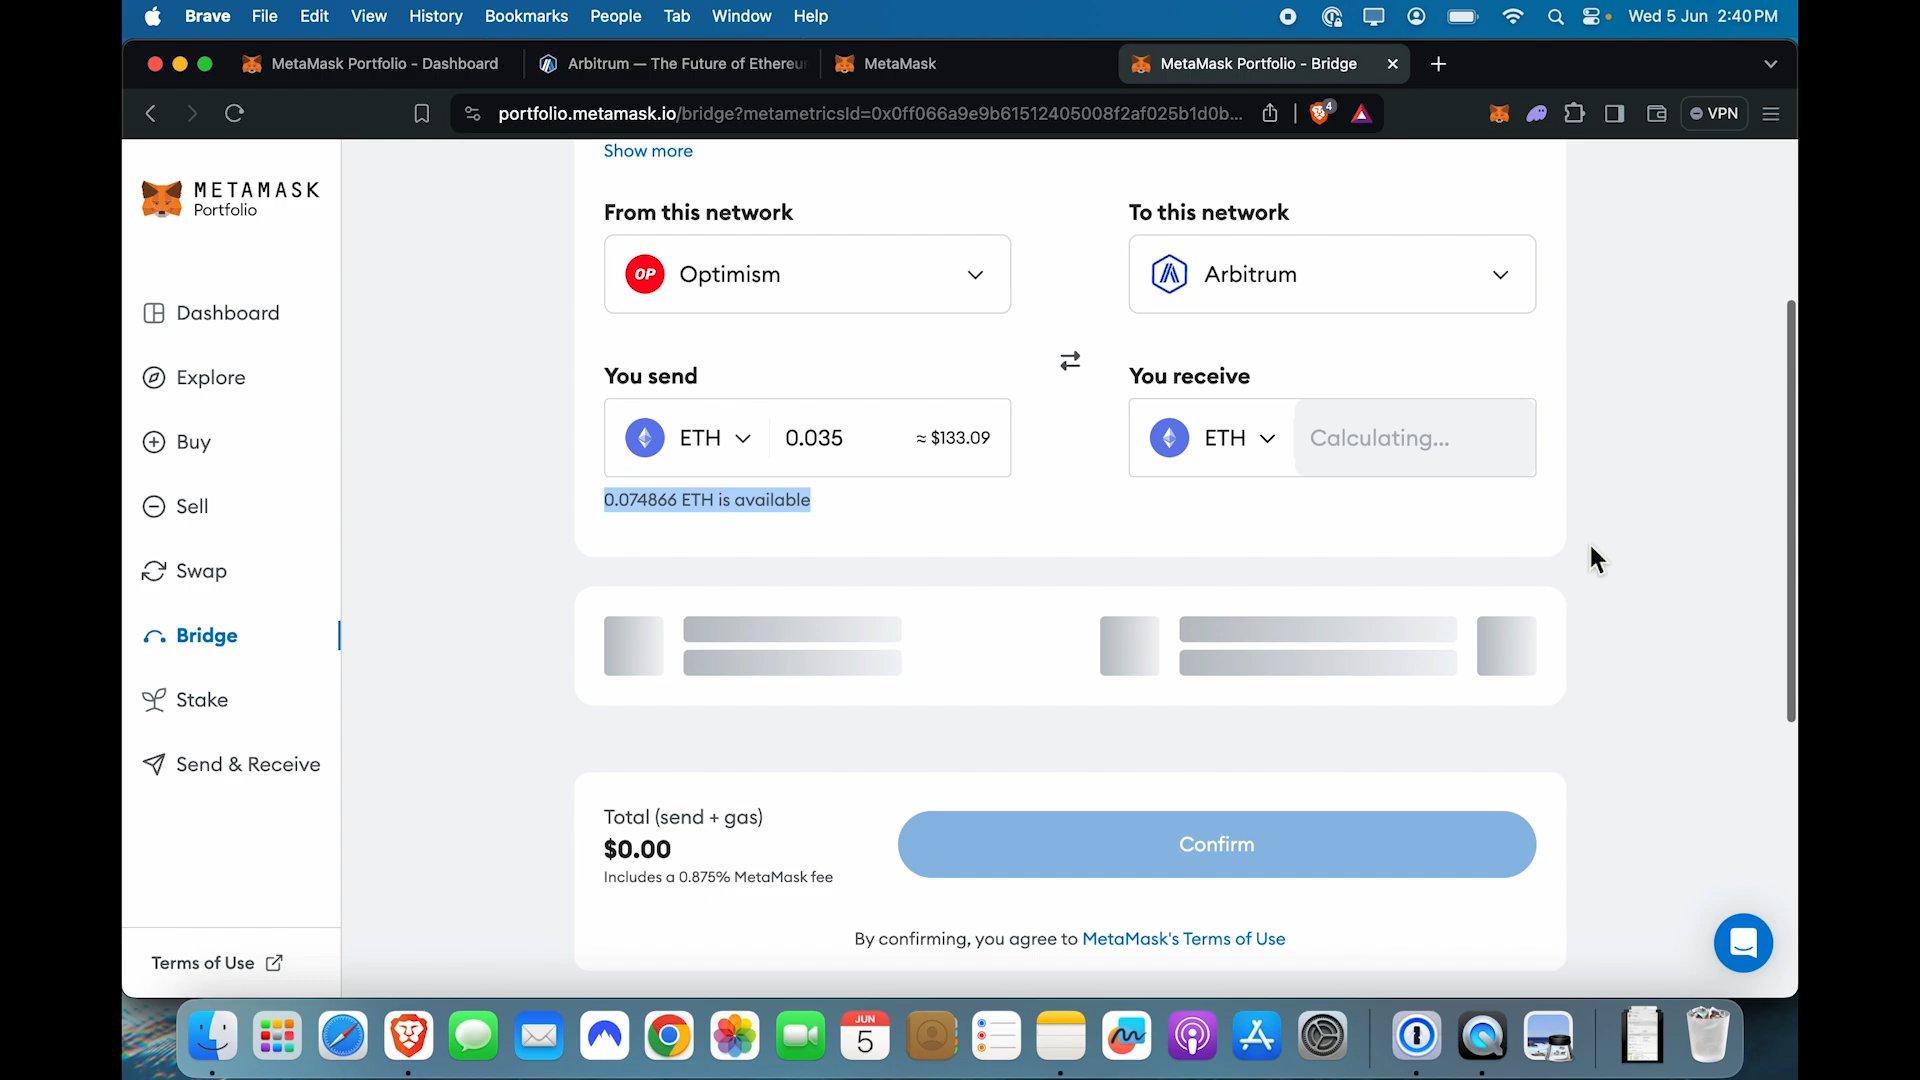 Brave File Edit View History Bookmarks People Tab Window Help Wed 5 Jun 2:40PM
MetaMask Portfolio - Dashboard Arbitrum — The Future of Ethereu MetaMask MetaMask Portfolio - Bridge
portfolio.metamask.io/bridge?metametricsId=0x0ff066a9e9b61512405008f2af025b1d0b... 4 VPN
METAMASK
Portfolio
Dashboard
Explore
Buy
Sell
Swap
Bridge
Stake
Send & Receive
Terms of Use
Show more
From this network To this network
OP Optimism Arbitrum
You send You receive
ETH 0.035 ≈ $133.09 ETH Calculating...
0.074866 ETH is available
Total (send + gas)
$0.00
Includes a 0.875% MetaMask fee
Confirm
By confirming, you agree to MetaMask's Terms of Use
JUN
5